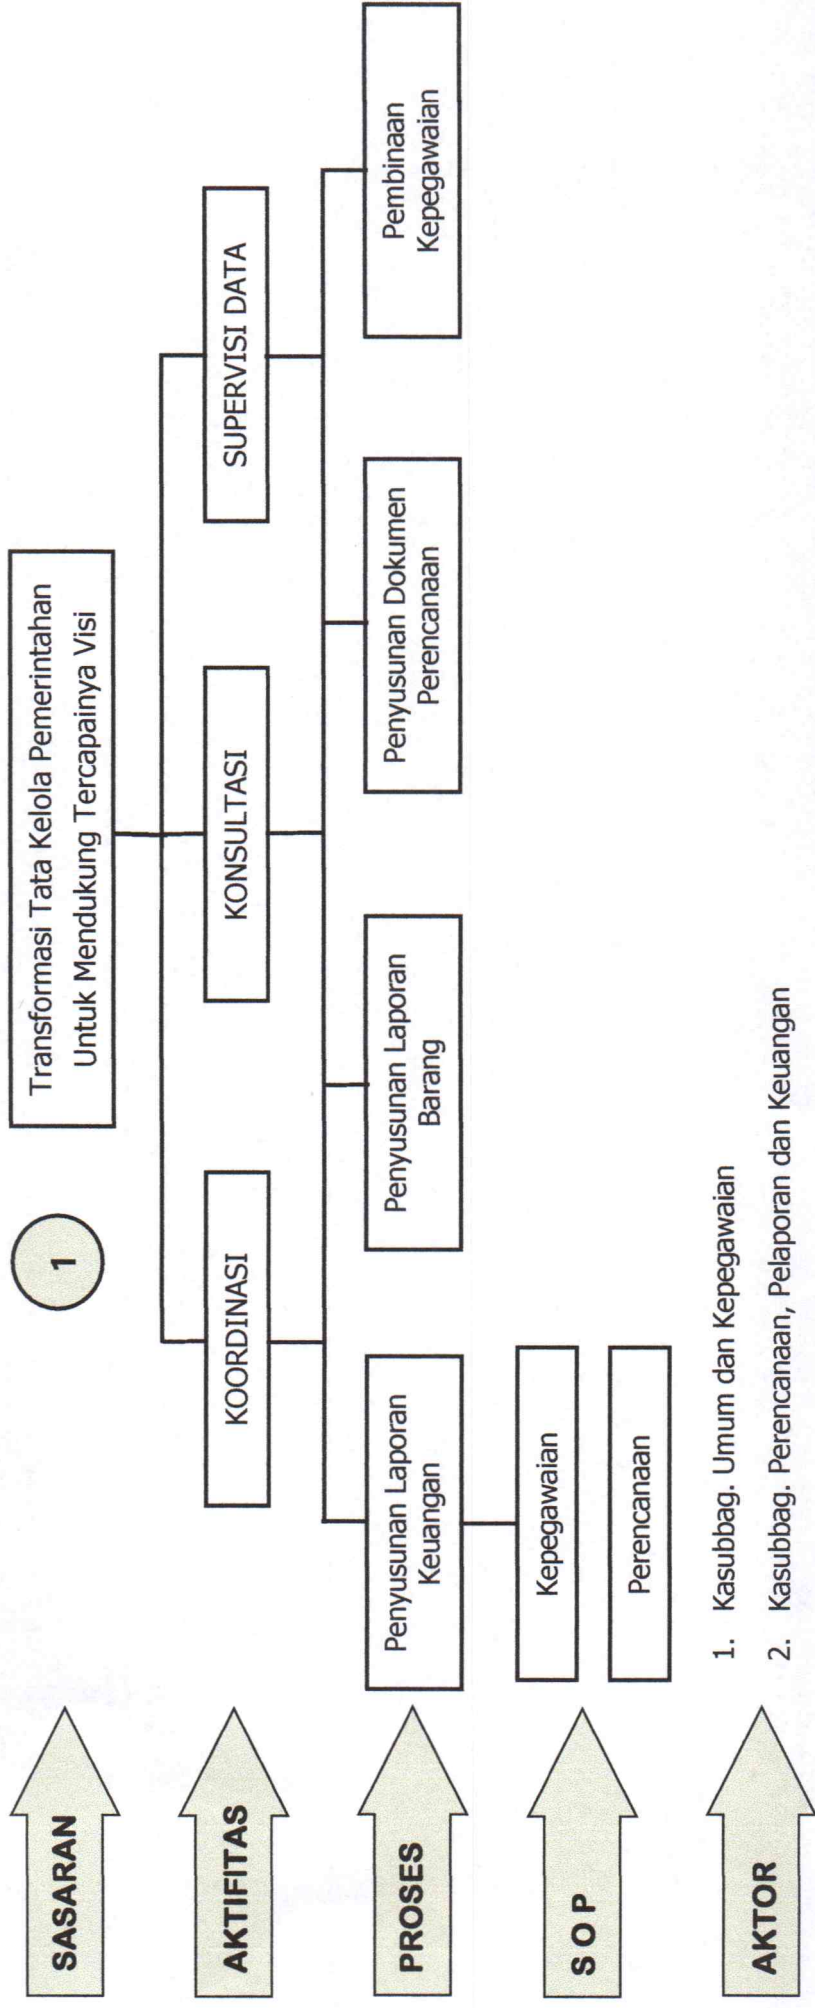 1
SASARAN
Transformasi Tata Kelola Pemerintahan
Untuk Mendukung Tercapainya Visi
AKTIFITAS
KOORDINASI
KONSULTASI
SUPERVISI DATA
PROSES
Penyusunan Laporan
Keuangan
Penyusunan Laporan
Barang
Penyusunan Dokumen
Perencanaan
Pembinaan
Kepegawaian
S O P
Kepegawaian
Perencanaan
AKTOR
1. Kasubbag. Umum dan Kepegawaian
2. Kasubbag. Perencanaan, Pelaporan dan Keuangan